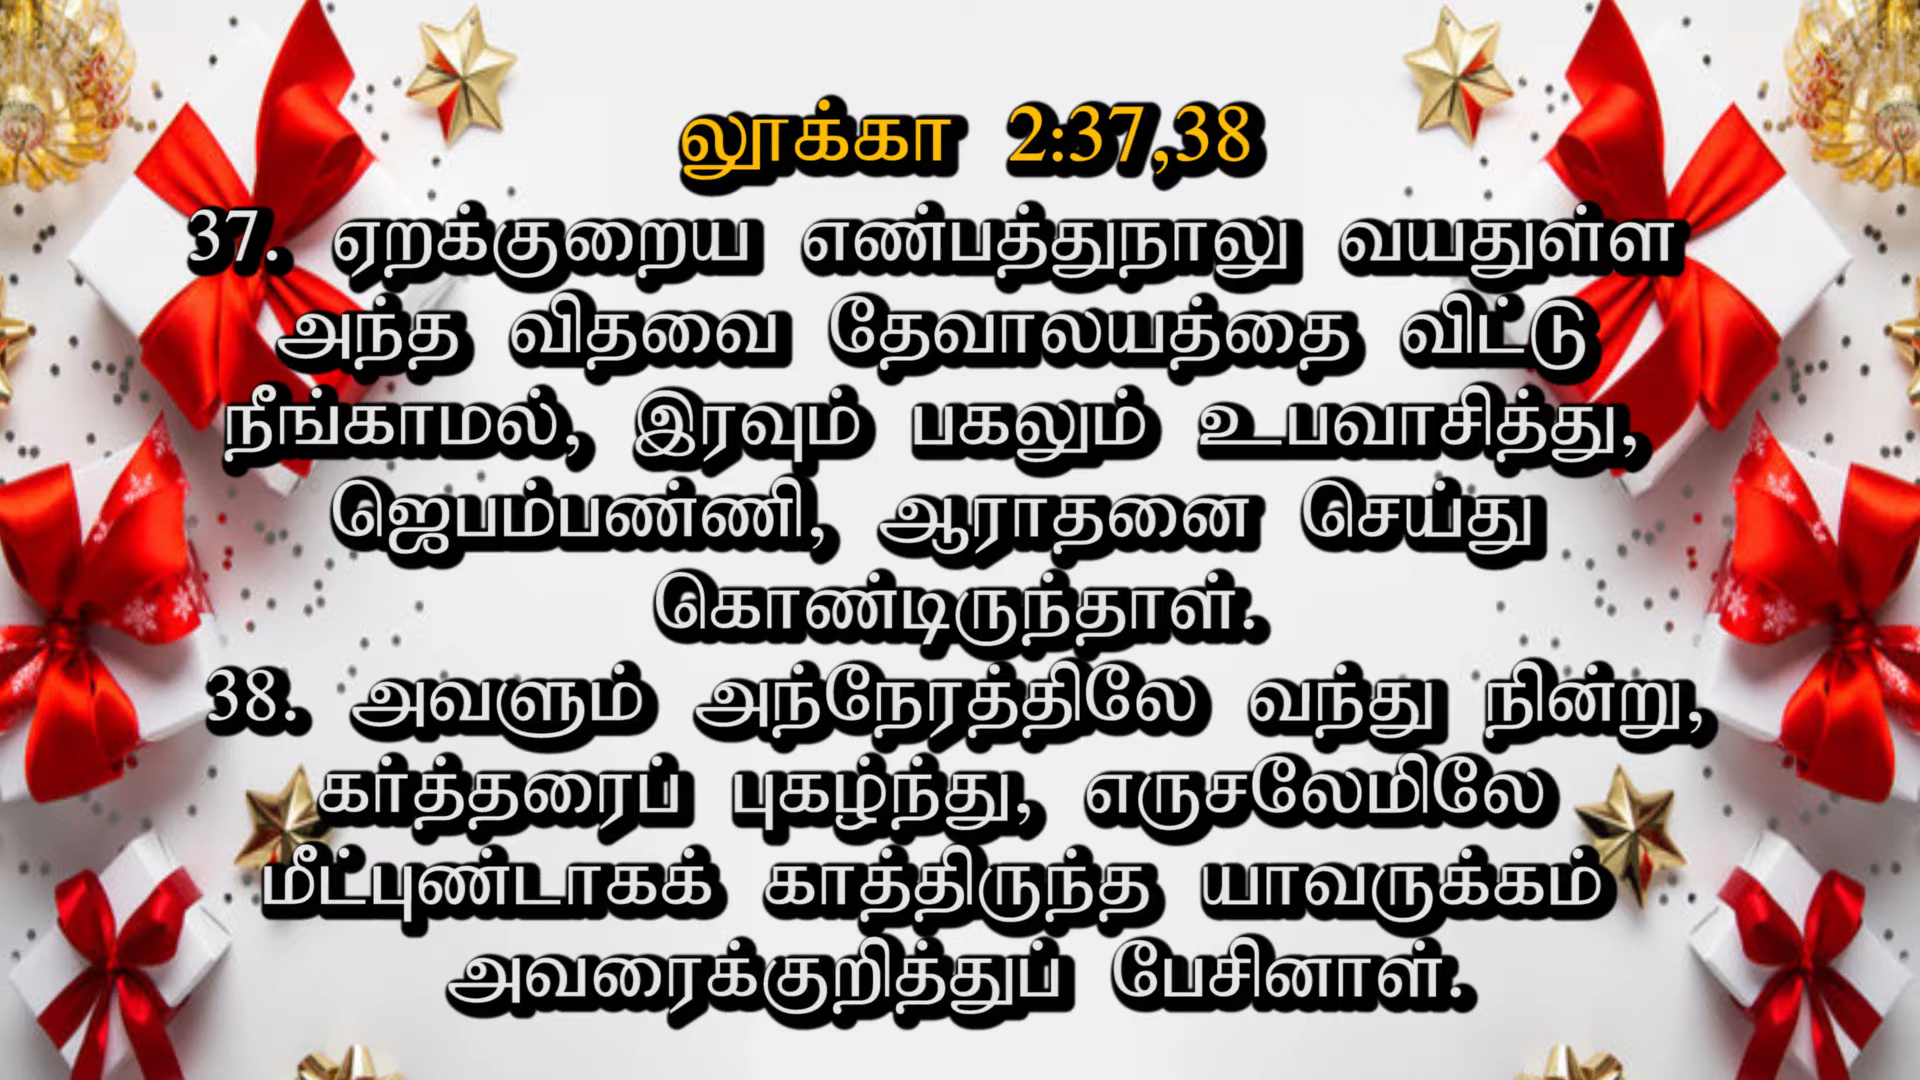 லூக்கா 2:37,38
37. ஏறக்குறைய எண்பத்துநாலு வயதுள்ள
அந்த விதவை தேவாலயத்தை விட்டு
நீங்காமல், இரவும் பகலும் உபவாசித்து,
ஜெபம்பண்ணி, ஆராதனை செய்து
கொண்டிருந்தாள்.
38. அவளும் அந்நேரத்திலே வந்து நின்று,
கர்த்தரைப் புகழ்ந்து, எருசலேமிலே
மீட்புண்டாகக் காத்திருந்த யாவருக்கம்
அவரைக்குறித்துப் பேசினாள்.